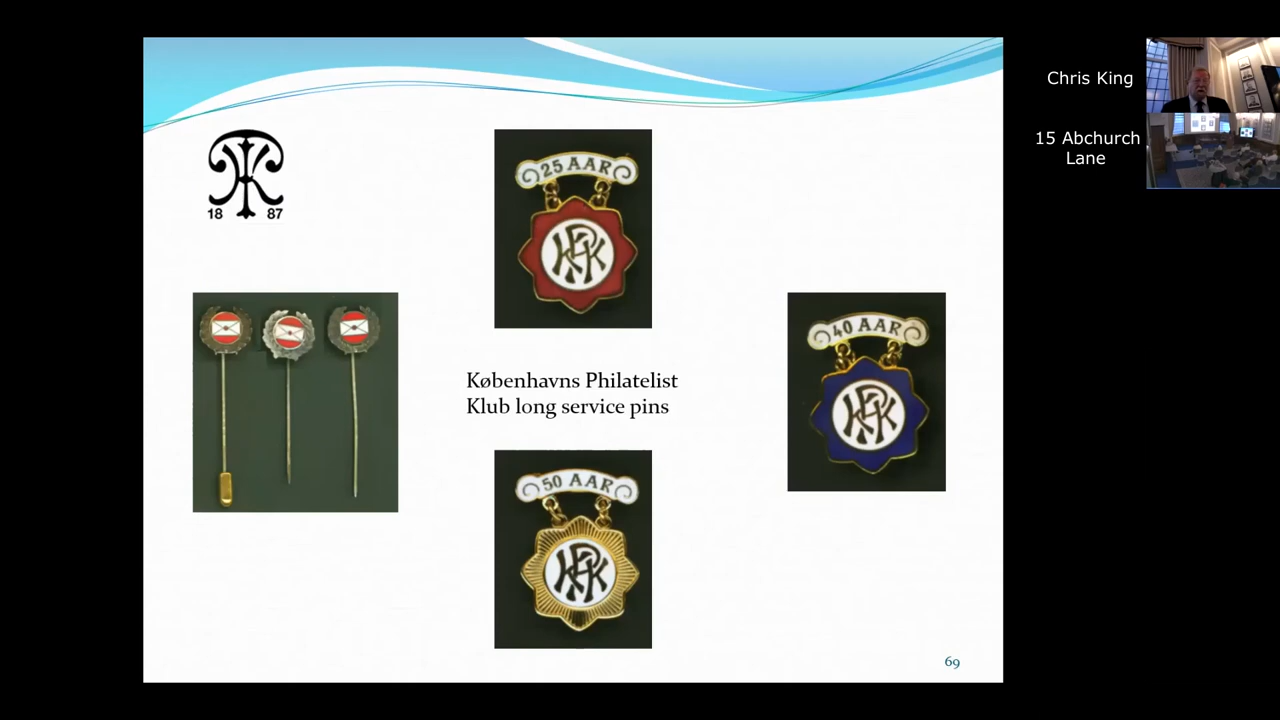 Chris King
15 Abchurch
Lane
18 87
25 AAR
KPK
Københavns Philatelist
Klub long service pins
40 AAR
KPK
50 AAR
KPK
69